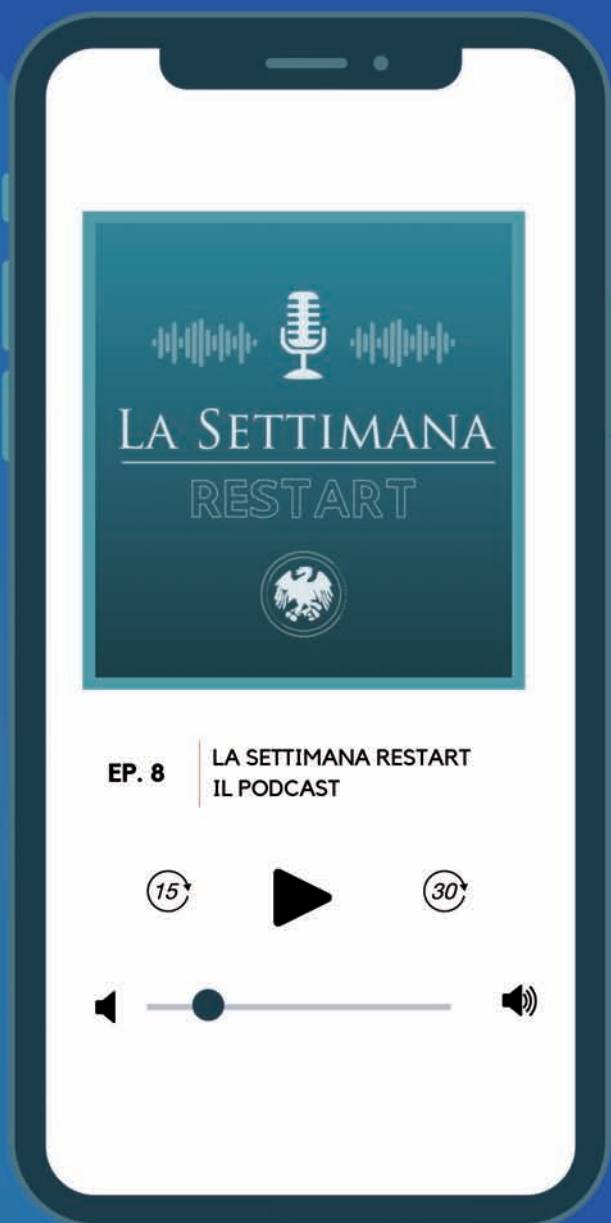 LA SETTIMANA
RESTART
EP. 8
LA SETTIMANA RESTART
IL PODCAST
15
30